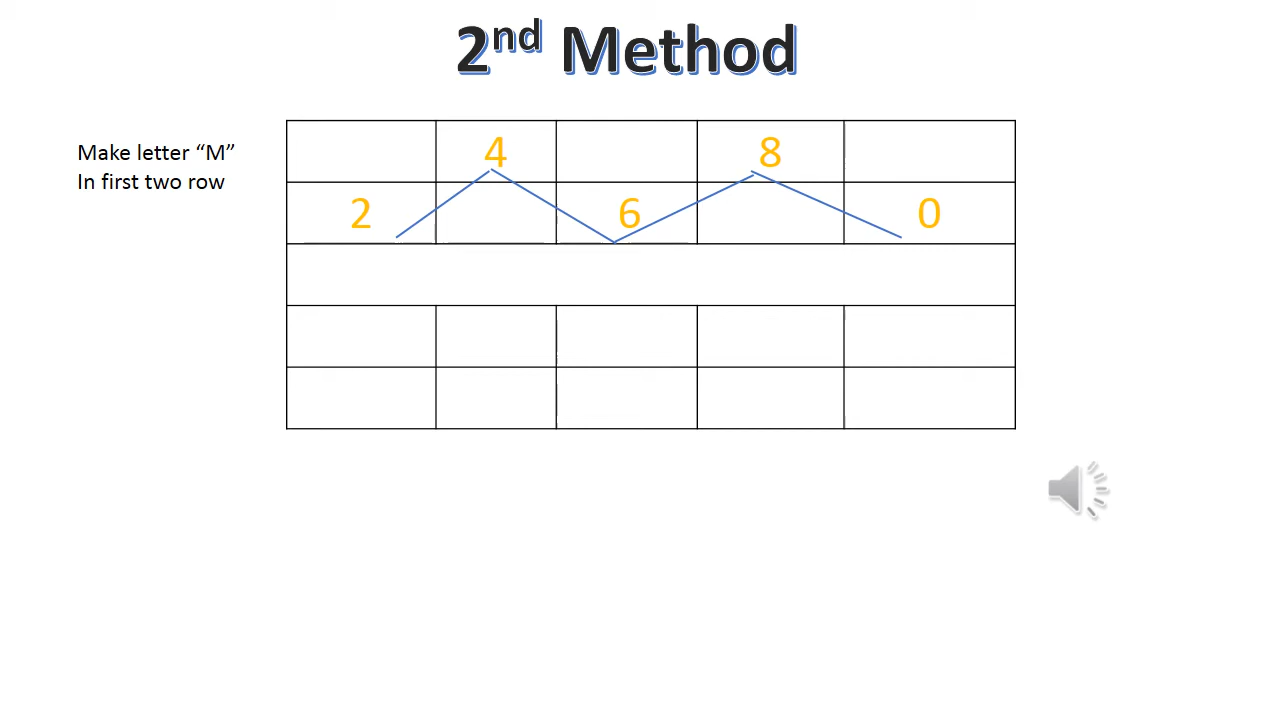 2nd Method
Make letter “M”
In first two row
4 8
2 6 0